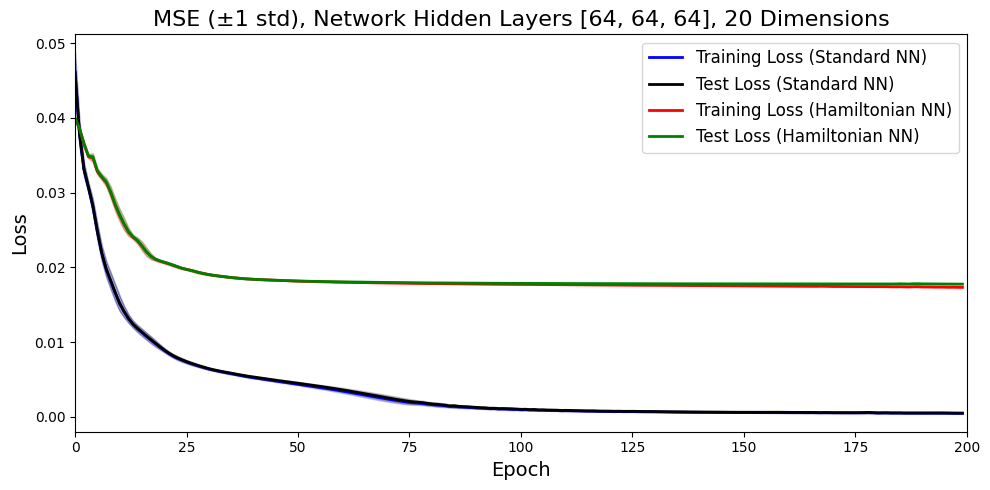 MSE (±1 std), Network Hidden Layers [64, 64, 64], 20 Dimensions
Training Loss (Standard NN)
Test Loss (Standard NN)
Training Loss (Hamiltonian NN)
Test Loss (Hamiltonian NN)
Loss
0.05
0.04
0.03
0.02
0.01
0.00
0 25 50 75 100 125 150 175 200
Epoch